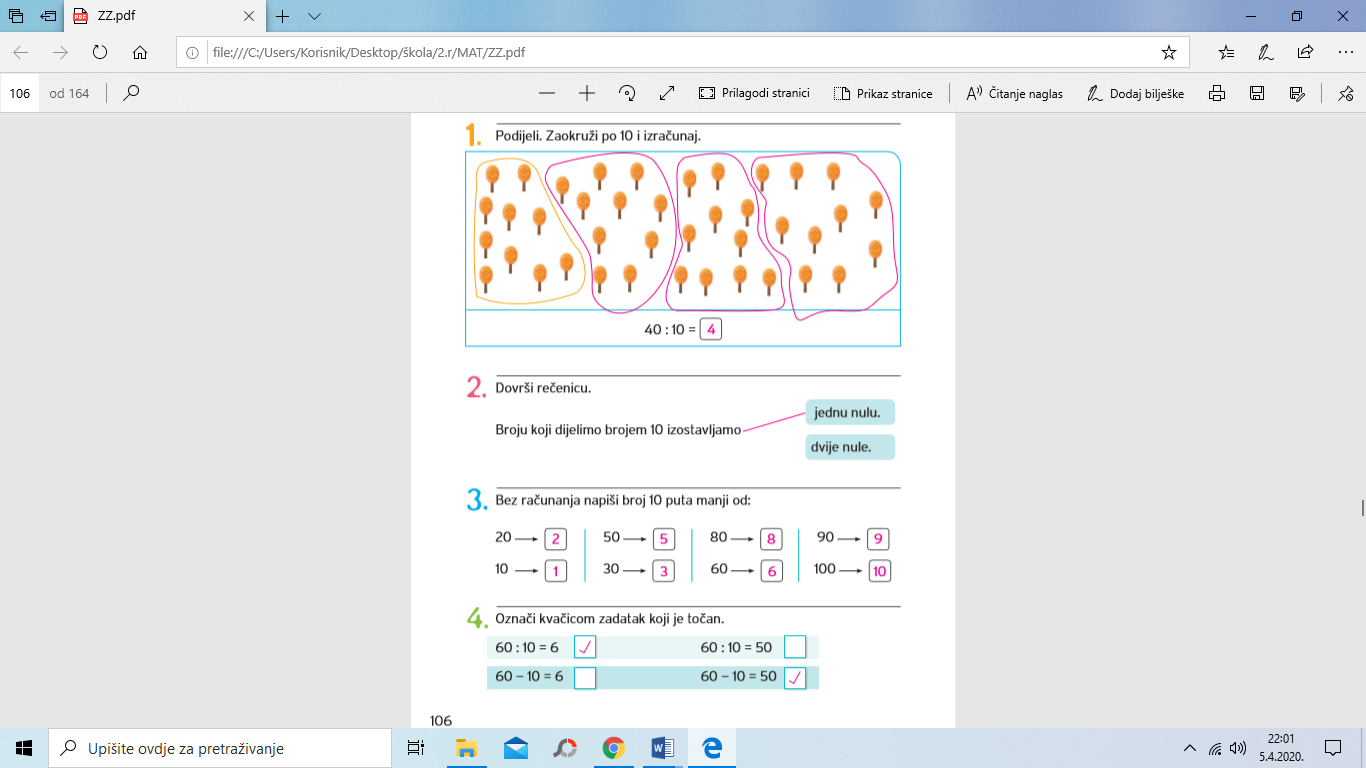 ZZ.pdf
file:///C:/Users/Korisnik/Desktop/škola/2.r/MAT/ZZ.pdf
106 od 164 Prilagodi stranici Prikaz stranice Čitanje naglas Dodaj bilješke
1. Podijeli. Zaokruži po 10 i izračunaj.
40 : 10 = 4
2. Dovrši rečenicu.
jednu nulu.
Broju koji dijelimo brojem 10 izostavljamo
dvije nule.
3. Bez računanja napiši broj 10 puta manji od:
20 → 2 50 → 5 80 → 8 90 → 9
10 → 1 30 → 3 60 → 6 100 → 10
4. Označi kvačicom zadatak koji je točan.
60 : 10 = 6 ✓ 60 : 10 = 50
60 – 10 = 6 60 – 10 = 50 ✓
106
Upišite ovdje za pretraživanje
22:01
5.4.2020.